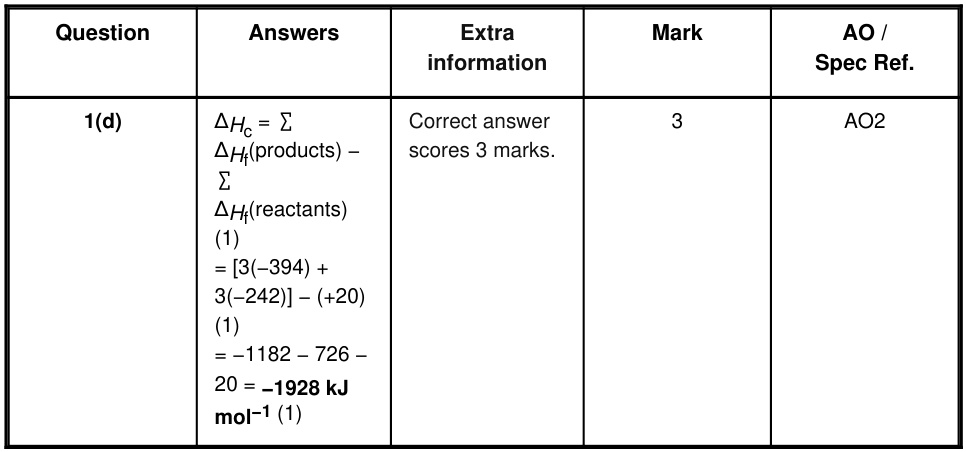 Question Answers Extra information Mark AO / Spec Ref.
1(d)
ΔHc = ∑
ΔHf(products) −
∑
ΔHf(reactants)
(1)
= [3(−394) +
3(−242)] − (+20)
(1)
= −1182 − 726 −
20 = −1928 kJ
mol⁻¹ (1)
Correct answer
scores 3 marks.
3
AO2